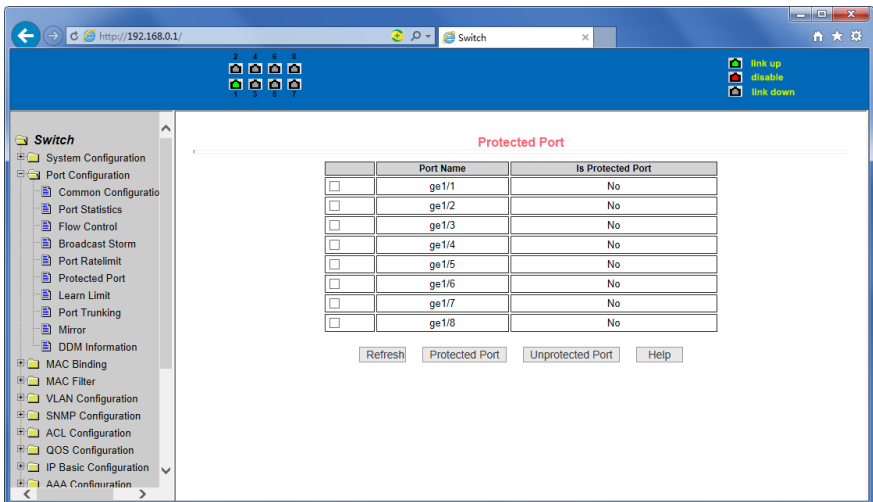 http://192.168.0.1/
Switch
2 4 6 8
1 3 5 7
link up
disable
link down
Switch
System Configuration
Port Configuration
Common Configuratio
Port Statistics
Flow Control
Broadcast Storm
Port Ratelimit
Protected Port
Learn Limit
Port Trunking
Mirror
DDM Information
MAC Binding
MAC Filter
VLAN Configuration
SNMP Configuration
ACL Configuration
QOS Configuration
IP Basic Configuration
AAA Configuration
Protected Port
Port Name Is Protected Port
ge1/1 No
ge1/2 No
ge1/3 No
ge1/4 No
ge1/5 No
ge1/6 No
ge1/7 No
ge1/8 No
Refresh Protected Port Unprotected Port Help